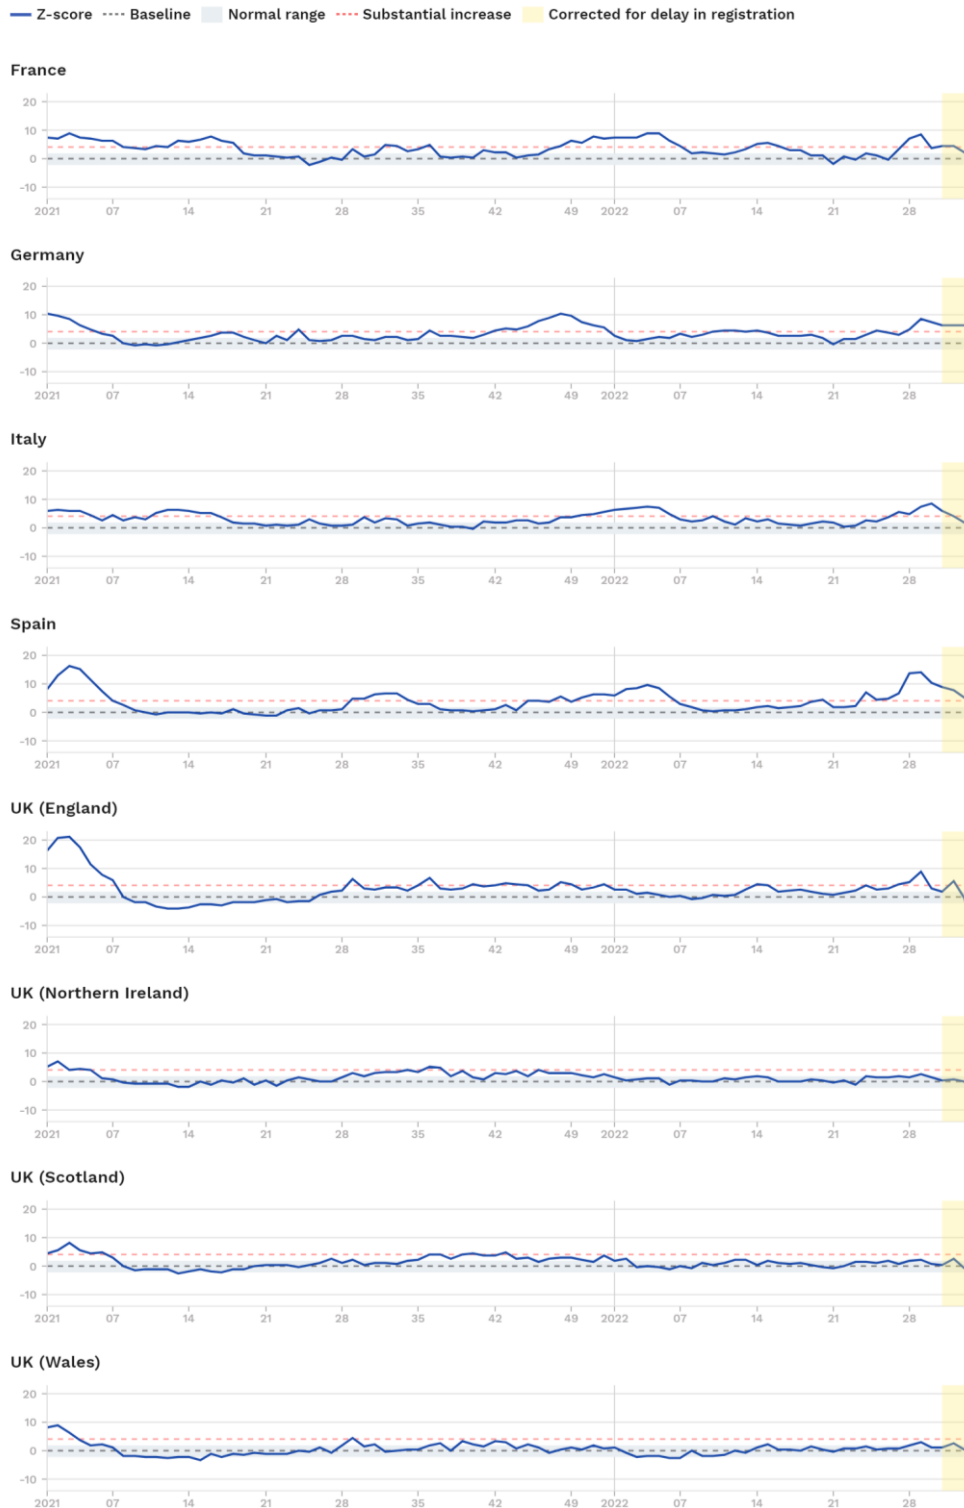 Z-score Baseline Normal range Substantial increase Corrected for delay in registration
France
20
10
0
-10
2021 07 14 21 28 35 42 49 2022 07 14 21 28
Germany
20
10
0
-10
2021 07 14 21 28 35 42 49 2022 07 14 21 28
Italy
20
10
0
-10
2021 07 14 21 28 35 42 49 2022 07 14 21 28
Spain
20
10
0
-10
2021 07 14 21 28 35 42 49 2022 07 14 21 28
UK (England)
20
10
0
-10
2021 07 14 21 28 35 42 49 2022 07 14 21 28
UK (Northern Ireland)
20
10
0
-10
2021 07 14 21 28 35 42 49 2022 07 14 21 28
UK (Scotland)
20
10
0
-10
2021 07 14 21 28 35 42 49 2022 07 14 21 28
UK (Wales)
20
10
0
-10
2021 07 14 21 28 35 42 49 2022 07 14 21 28